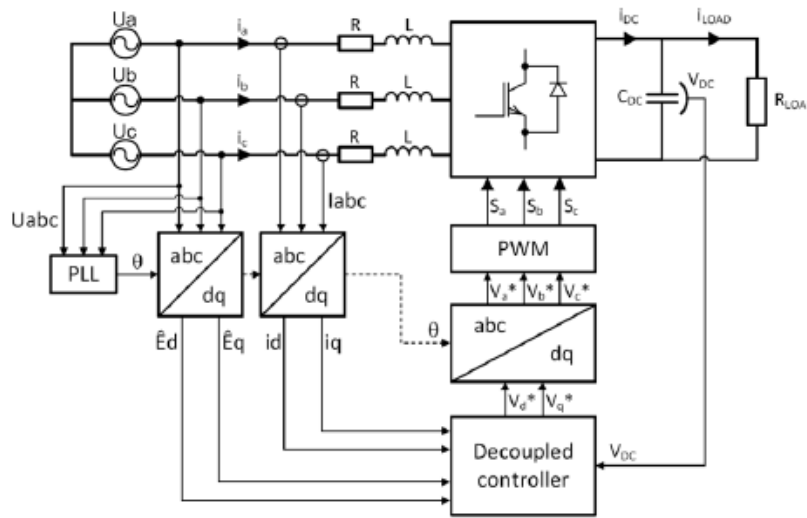 Ua
ia
R
L
iDC
iLOAD
Ub
ib
R
L
CDC
VDC
RLOA
Uc
ic
R
L
Uabc
Iabc
Sa
Sb
Sc
PLL
θ
abc
dq
abc
dq
PWM
Va*
Vb*
Vc*
Êd
Êq
id
iq
θ
abc
dq
Vd*
Vq*
Decoupled
controller
VDC